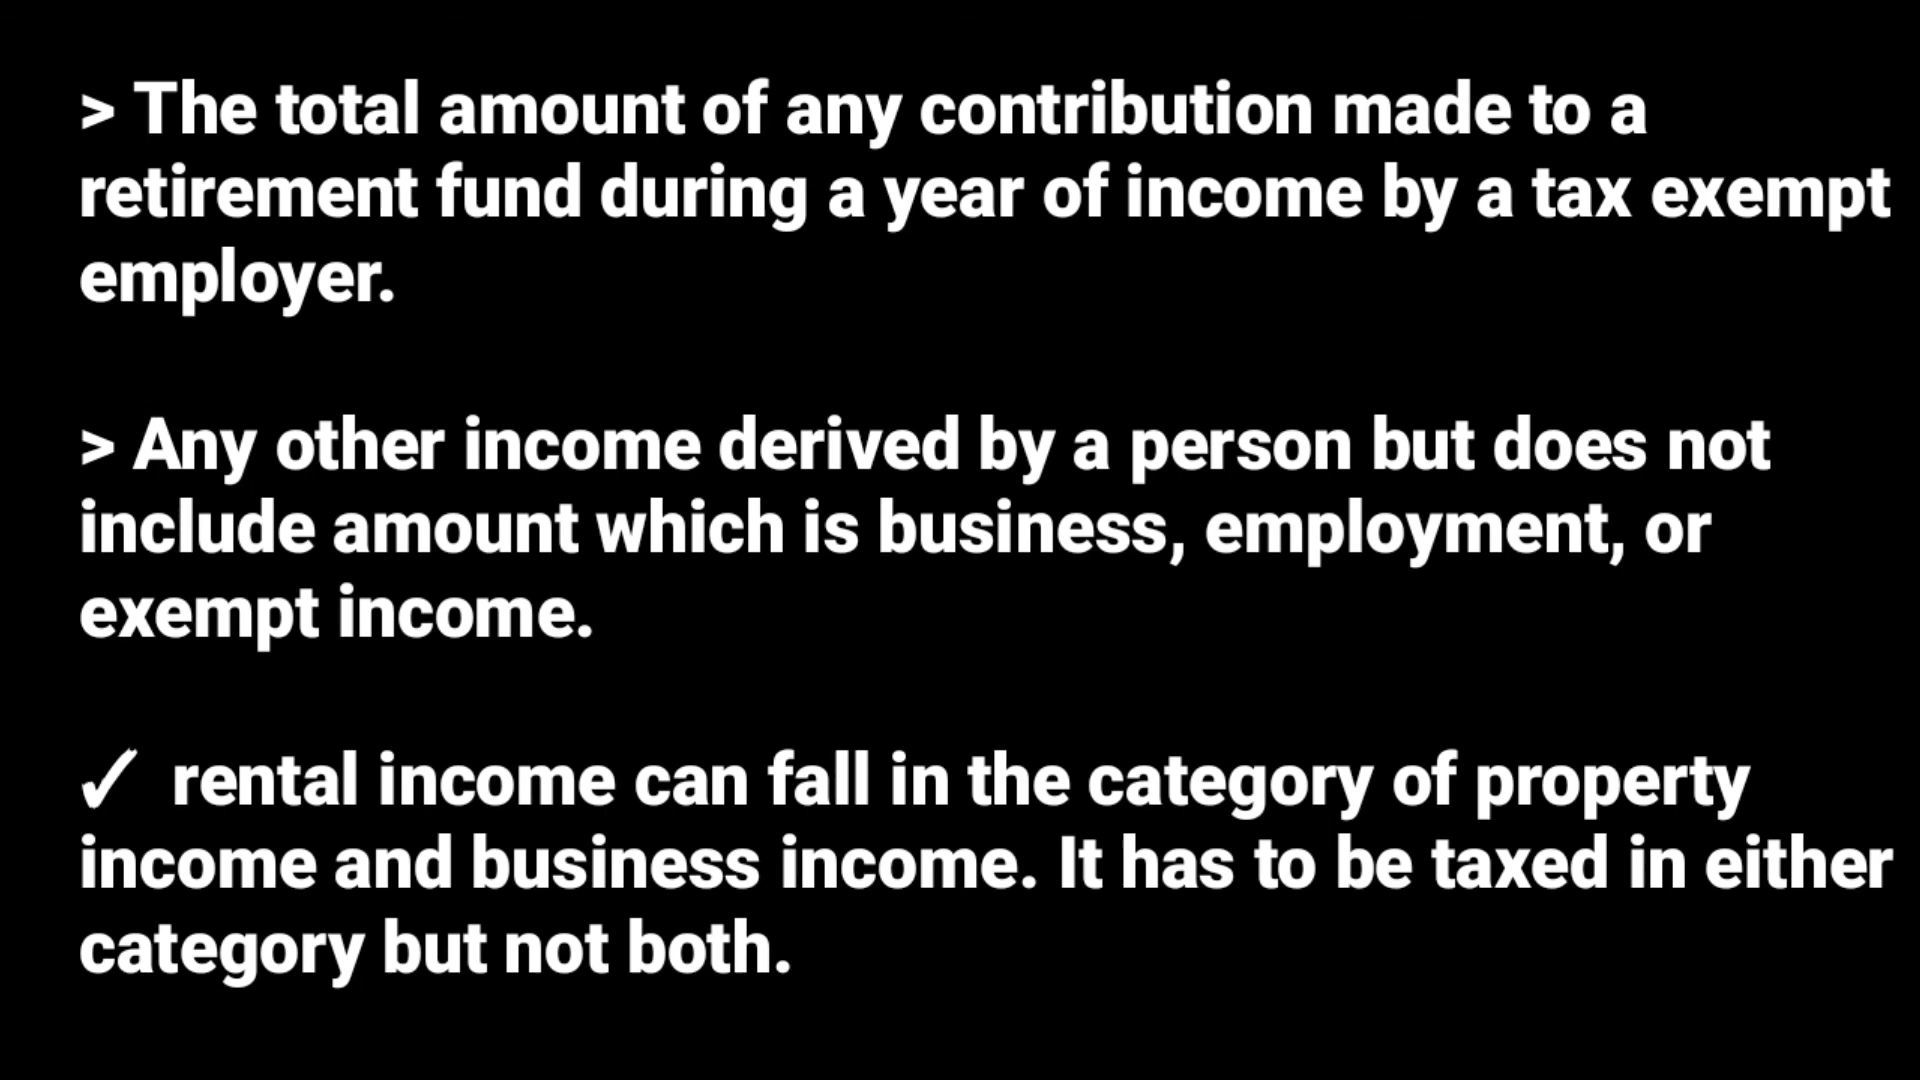 > The total amount of any contribution made to a
retirement fund during a year of income by a tax exempt
employer.
> Any other income derived by a person but does not
include amount which is business, employment, or
exempt income.
✓ rental income can fall in the category of property
income and business income. It has to be taxed in either
category but not both.